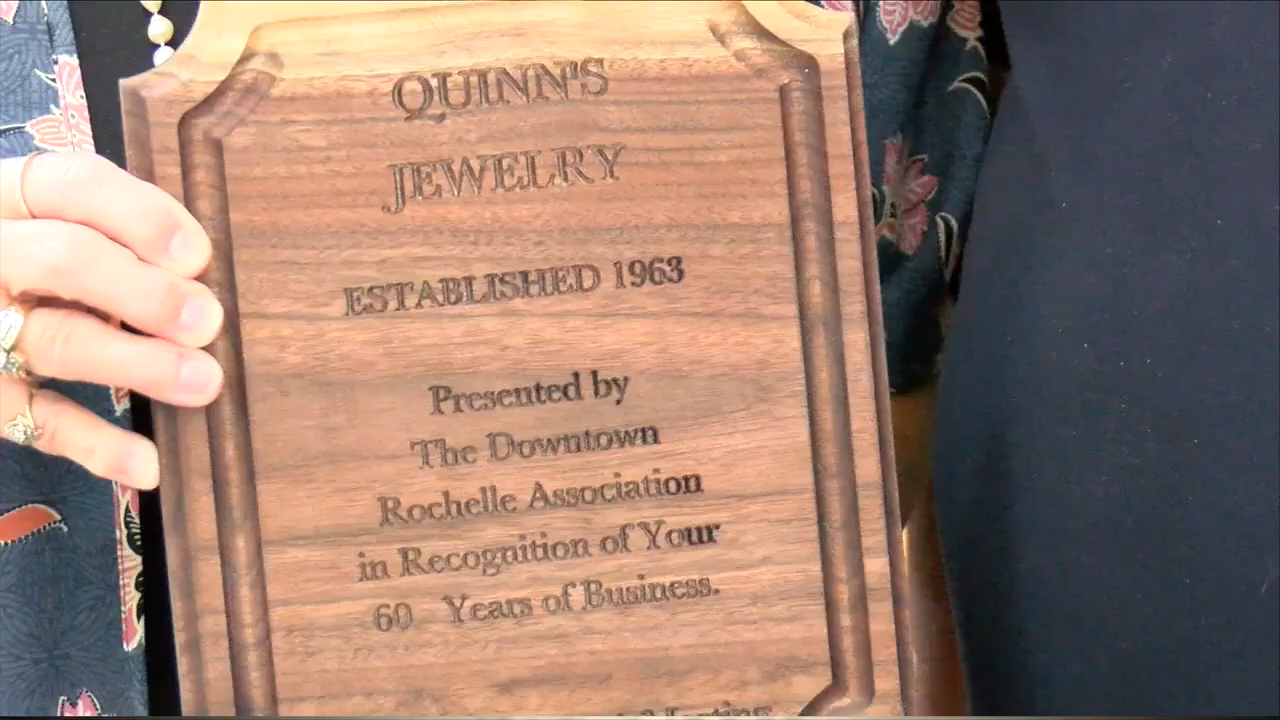 QUINN'S
JEWELRY
ESTABLISHED 1963
Presented by
The Downtown
Rochelle Association
in Recognition of Your
60 Years of Business.